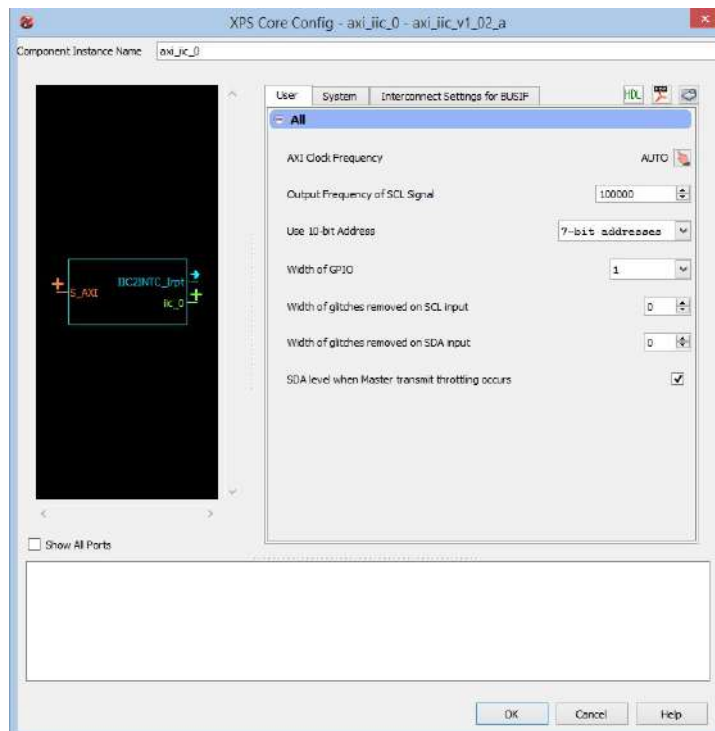 XPS Core Config - axi_iic_0 - axi_iic_v1_02_a
Component Instance Name axi_iic_0
User System Interconnect Settings for BUSIF
HDL
All
AXI Clock Frequency AUTO
Output Frequency of SCL Signal 100000
Use 10-bit Address 7-bit addresses
Width of GPIO 1
Width of glitches removed on SCL input 0
Width of glitches removed on SDA input 0
SDA level when Master transmit throttling occurs
S_AXI
IIC2INTC_Irpt
iic_0
Show All Ports
OK Cancel Help